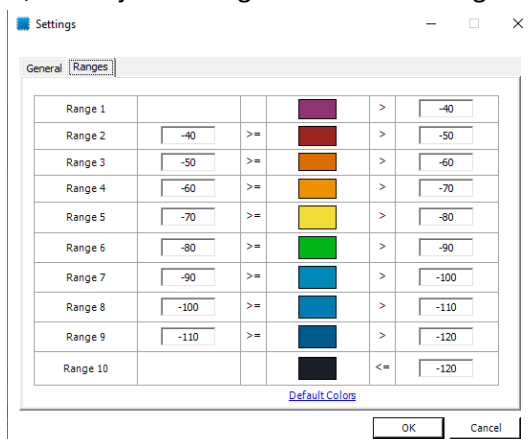 Settings
General Ranges
Range 1 > -40
Range 2 -40 >= > -50
Range 3 -50 >= > -60
Range 4 -60 >= > -70
Range 5 -70 >= > -80
Range 6 -80 >= > -90
Range 7 -90 >= > -100
Range 8 -100 >= > -110
Range 9 -110 >= > -120
Range 10 <= -120
Default Colors
OK Cancel